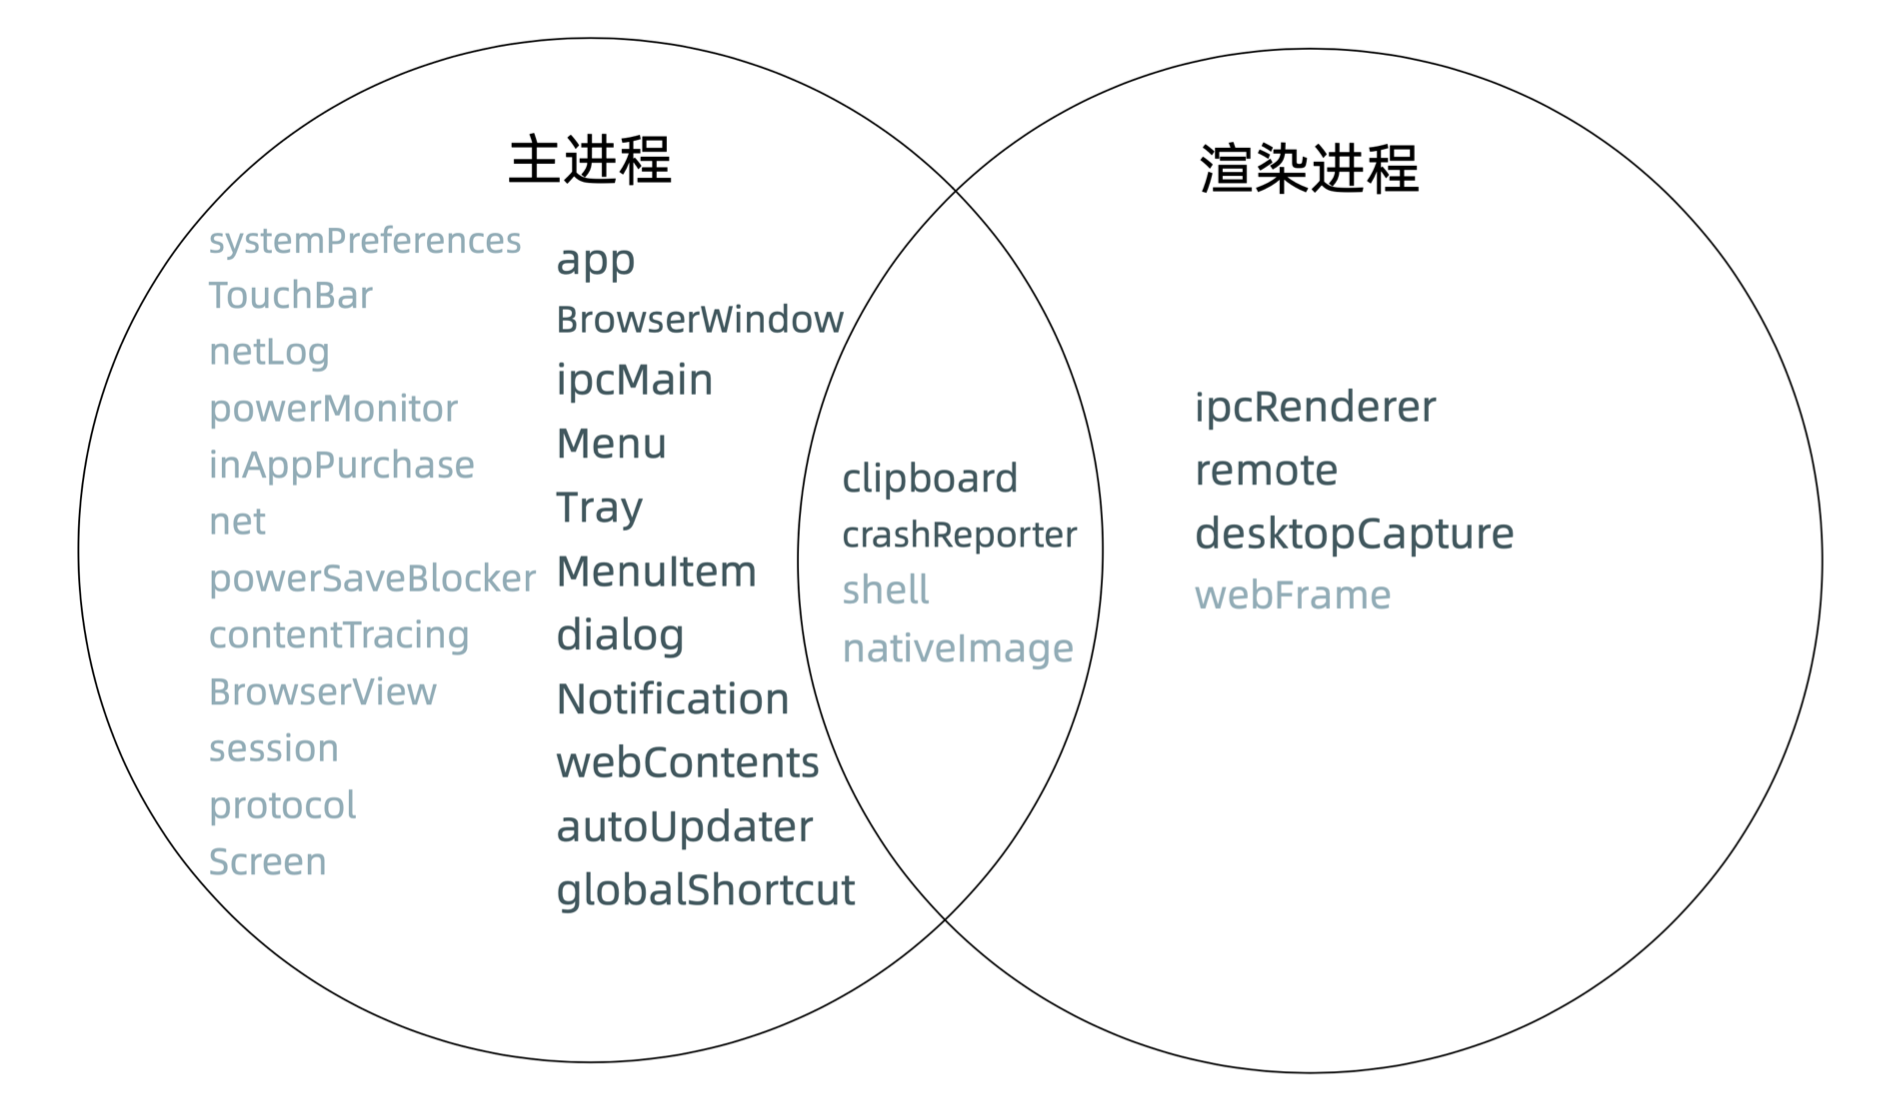 主进程
systemPreferences
TouchBar
netLog
powerMonitor
inAppPurchase
net
powerSaveBlocker
contentTracing
BrowserView
session
protocol
Screen
app
BrowserWindow
ipcMain
Menu
Tray
MenuItem
dialog
Notification
webContents
autoUpdater
globalShortcut
clipboard
crashReporter
shell
nativeImage
渲染进程
ipcRenderer
remote
desktopCapture
webFrame